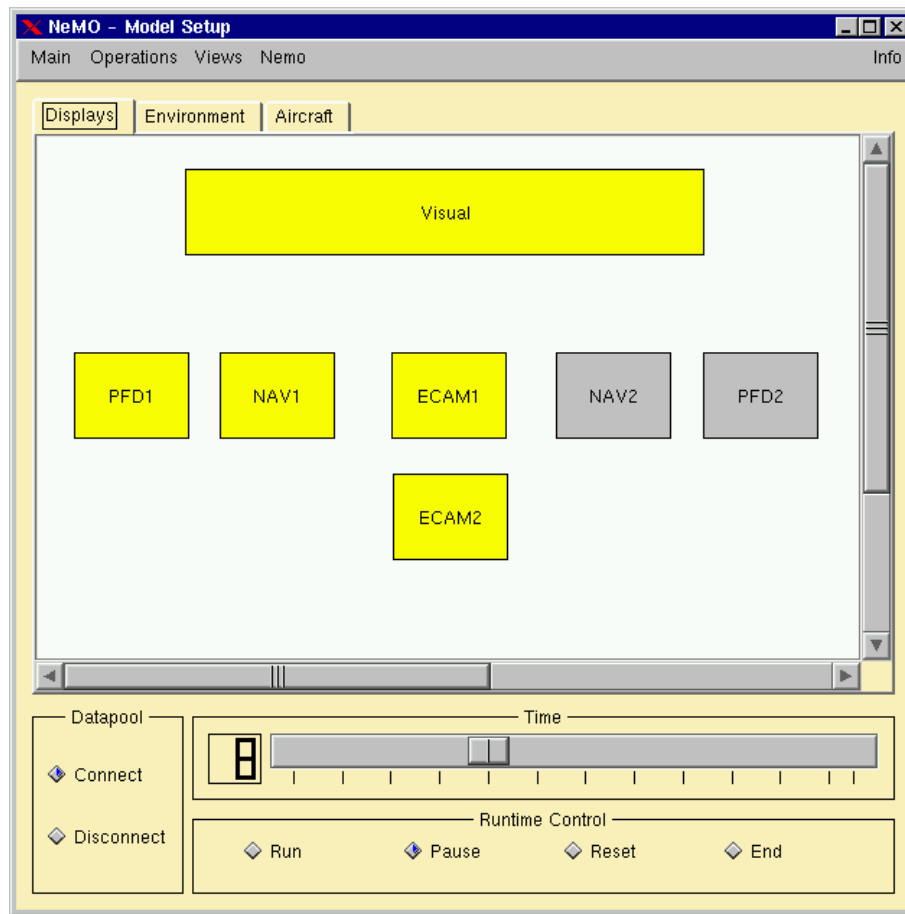 NeMO - Model Setup
Main Operations Views Nemo Info
Displays Environment Aircraft
Visual
PFD1 NAV1 ECAM1 NAV2 PFD2
ECAM2
Datapool Time
8
Connect
Disconnect
Runtime Control
Run Pause Reset End